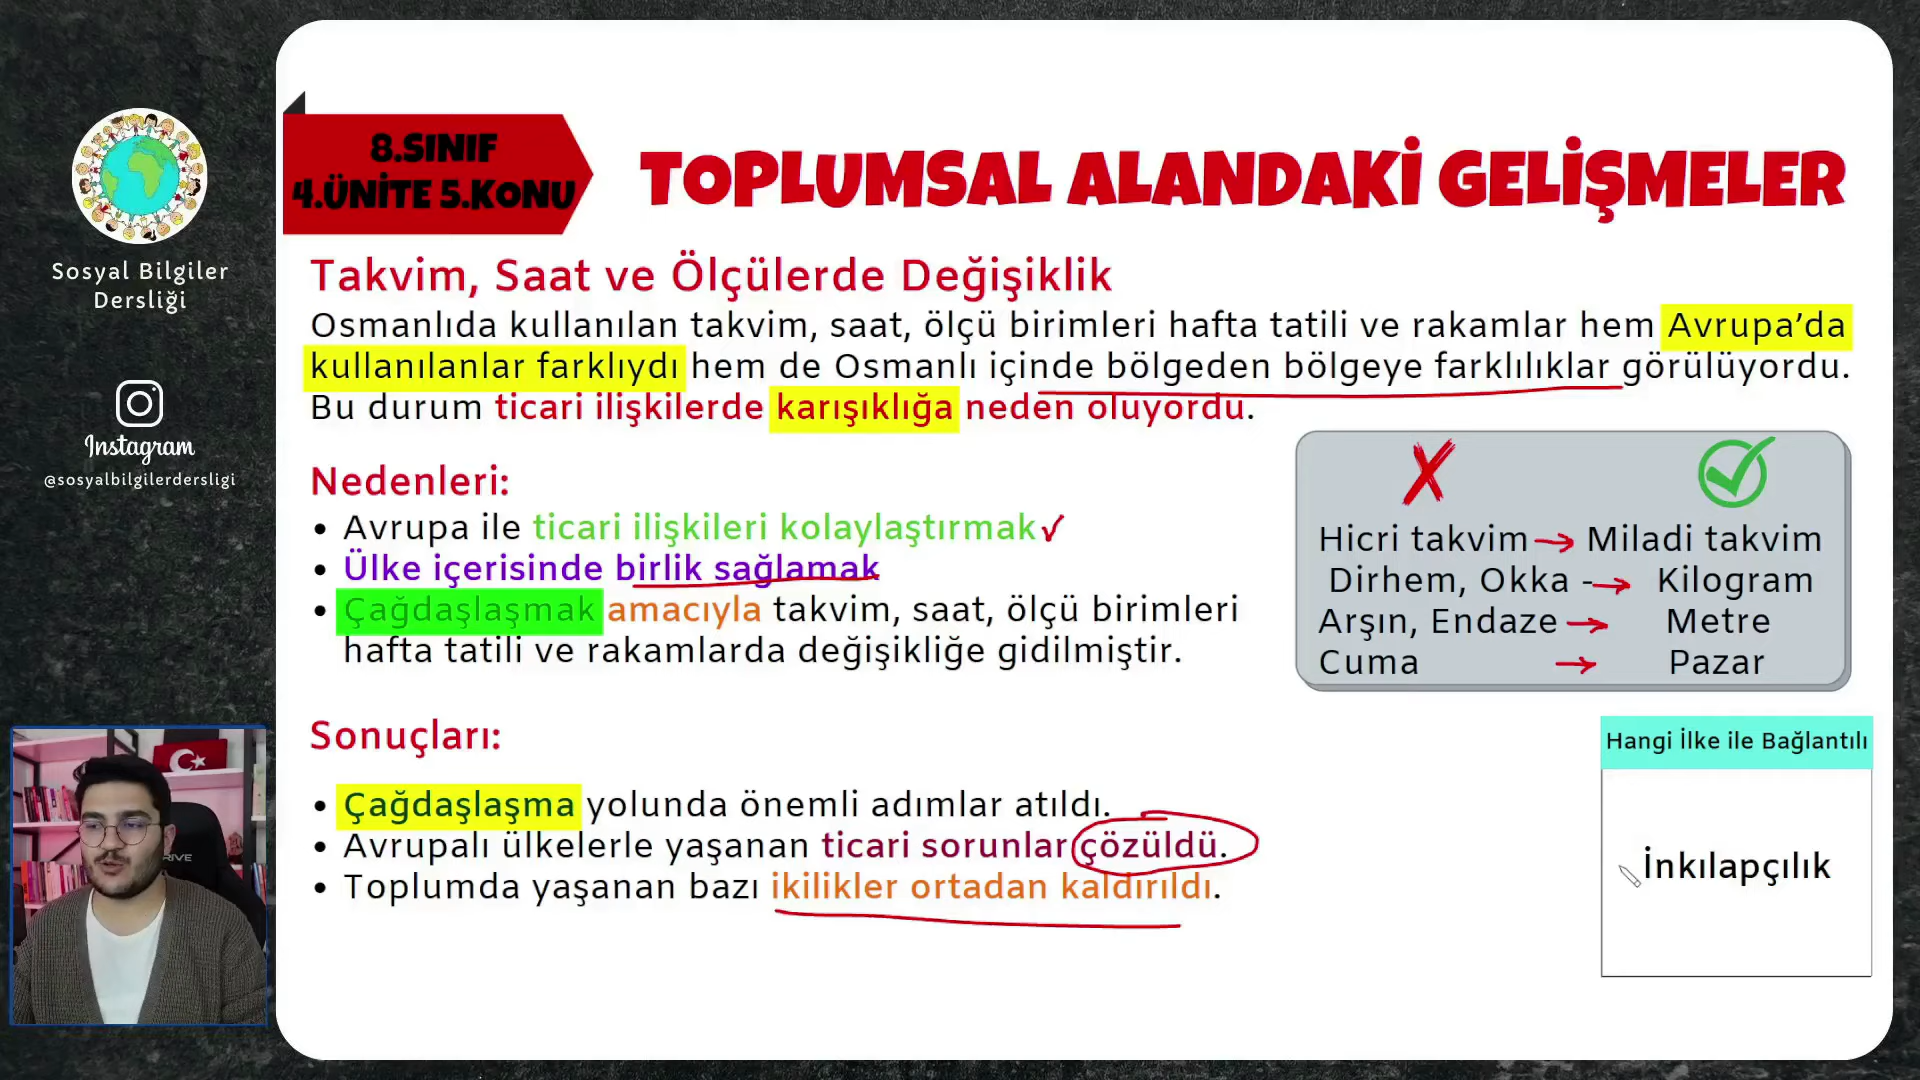 8.SINIF
4.ÜNİTE 5.KONU
TOPLUMSAL ALANDAKİ GELİŞMELER
Sosyal Bilgiler
Dersliği
Instagram
@sosyalbilgilerdersligi
Takvim, Saat ve Ölçülerde Değişiklik
Osmanlıda kullanılan takvim, saat, ölçü birimleri hafta tatili ve rakamlar hem Avrupa’da
kullanılanlar farklıydı hem de Osmanlı içinde bölgeden bölgeye farklılıklar görülüyordu.
Bu durum ticari ilişkilerde karışıklığa neden oluyordu.
Nedenleri:
• Avrupa ile ticari ilişkileri kolaylaştırmak
• Ülke içerisinde birlik sağlamak
• Çağdaşlaşmak amacıyla takvim, saat, ölçü birimleri
hafta tatili ve rakamlarda değişikliğe gidilmiştir.
Hicri takvim → Miladi takvim
Dirhem, Okka -→ Kilogram
Arşın, Endaze → Metre
Cuma → Pazar
Sonuçları:
• Çağdaşlaşma yolunda önemli adımlar atıldı.
• Avrupalı ülkelerle yaşanan ticari sorunlar çözüldü.
• Toplumda yaşanan bazı ikilikler ortadan kaldırıldı.
Hangi İlke ile Bağlantılı
İnkılapçılık
RIVE